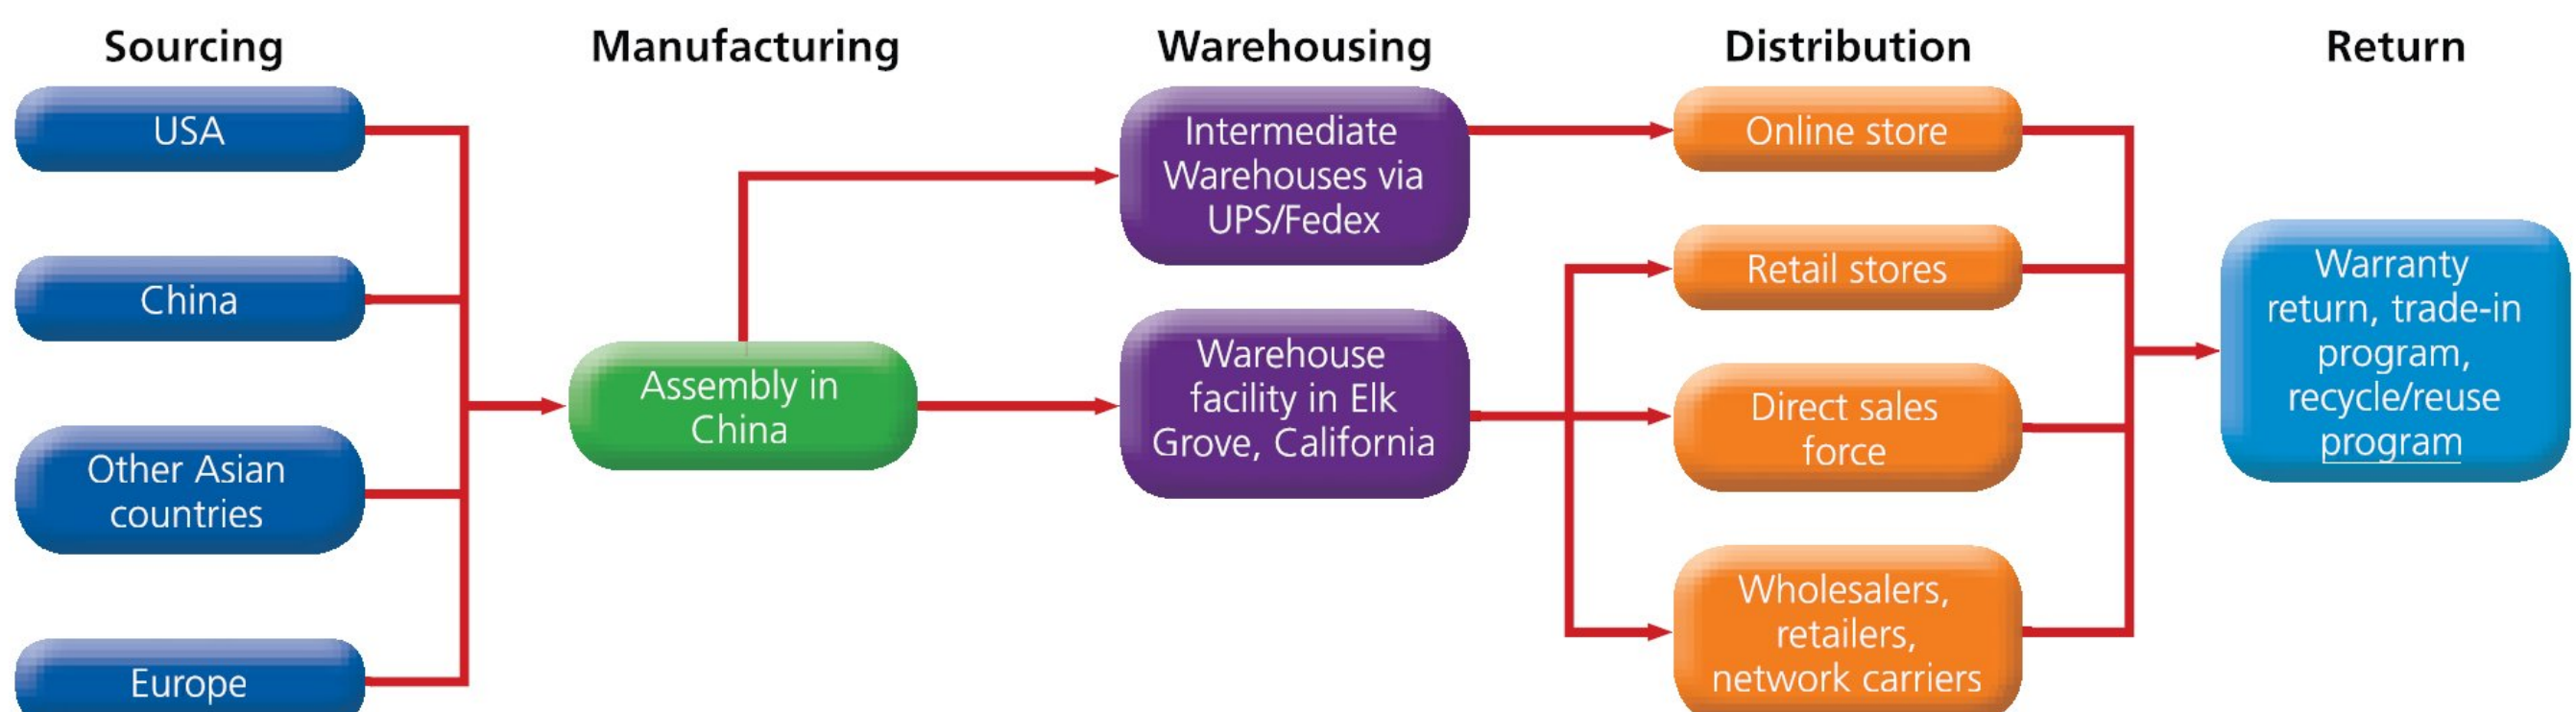 Sourcing
Manufacturing
Warehousing
Distribution
Return
USA
China
Other Asian
countries
Europe
Assembly in
China
Intermediate
Warehouses via
UPS/Fedex
Warehouse
facility in Elk
Grove, California
Online store
Retail stores
Direct sales
force
Wholesalers,
retailers,
network carriers
Warranty
return, trade-in
program,
recycle/reuse
program